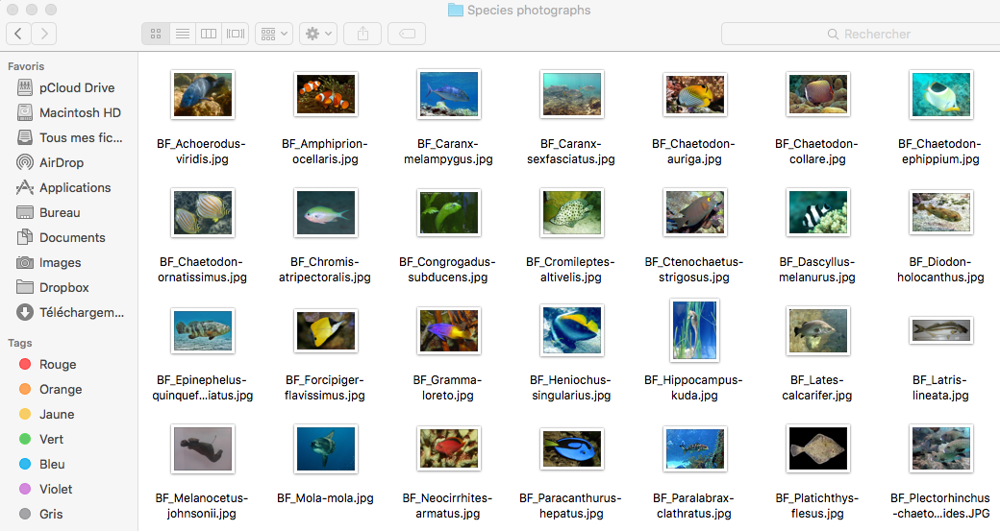 Species photographs
Rechercher
Favoris
pCloud Drive
Macintosh HD
Tous mes fic...
AirDrop
Applications
Bureau
Documents
Images
Dropbox
Téléchargem...
Tags
Rouge
Orange
Jaune
Vert
Bleu
Violet
Gris
BF_Achoerodus-
viridis.jpg
BF_Amphiprion-
ocellaris.jpg
BF_Caranx-
melampygus.jpg
BF_Caranx-
sexfasciatus.jpg
BF_Chaetodon-
auriga.jpg
BF_Chaetodon-
collare.jpg
BF_Chaetodon-
ephippium.jpg
BF_Chaetodon-
ornatissimus.jpg
BF_Chromis-
atripectoralis.jpg
BF_Congrogadus-
subducens.jpg
BF_Cromileptes-
altivelis.jpg
BF_Ctenochaetus-
strigosus.jpg
BF_Dascyllus-
melanurus.jpg
BF_Diodon-
holocanthus.jpg
BF_Epinephelus-
quinquef...iatus.jpg
BF_Forcipiger-
flavissimus.jpg
BF_Gramma-
loreto.jpg
BF_Heniochus-
singularius.jpg
BF_Hippocampus-
kuda.jpg
BF_Lates-
calcarifer.jpg
BF_Latris-
lineata.jpg
BF_Melanocetus-
johnsonii.jpg
BF_Mola-mola.jpg
BF_Neocirrhites-
armatus.jpg
BF_Paracanthurus-
hepatus.jpg
BF_Paralabrax-
clathratus.jpg
BF_Platichthys-
flesus.jpg
BF_Plectorhinchus
-chaeto...ides.JPG